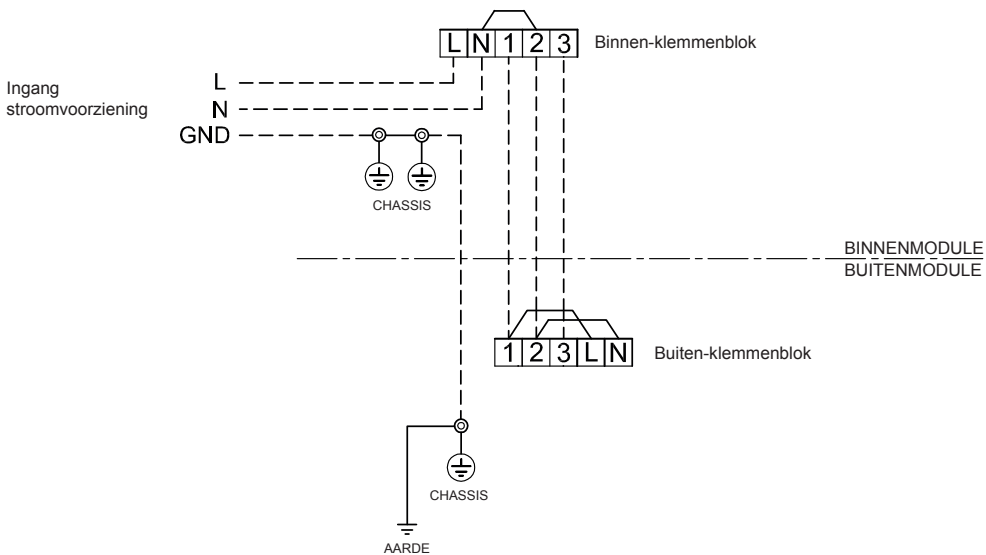 L N 1 2 3 Binnen-klemmenblok
Ingang
stroomvoorziening
L
N
GND
CHASSIS
BINNENMODULE
BUITENMODULE
1 2 3 L N Buiten-klemmenblok
CHASSIS
AARDE